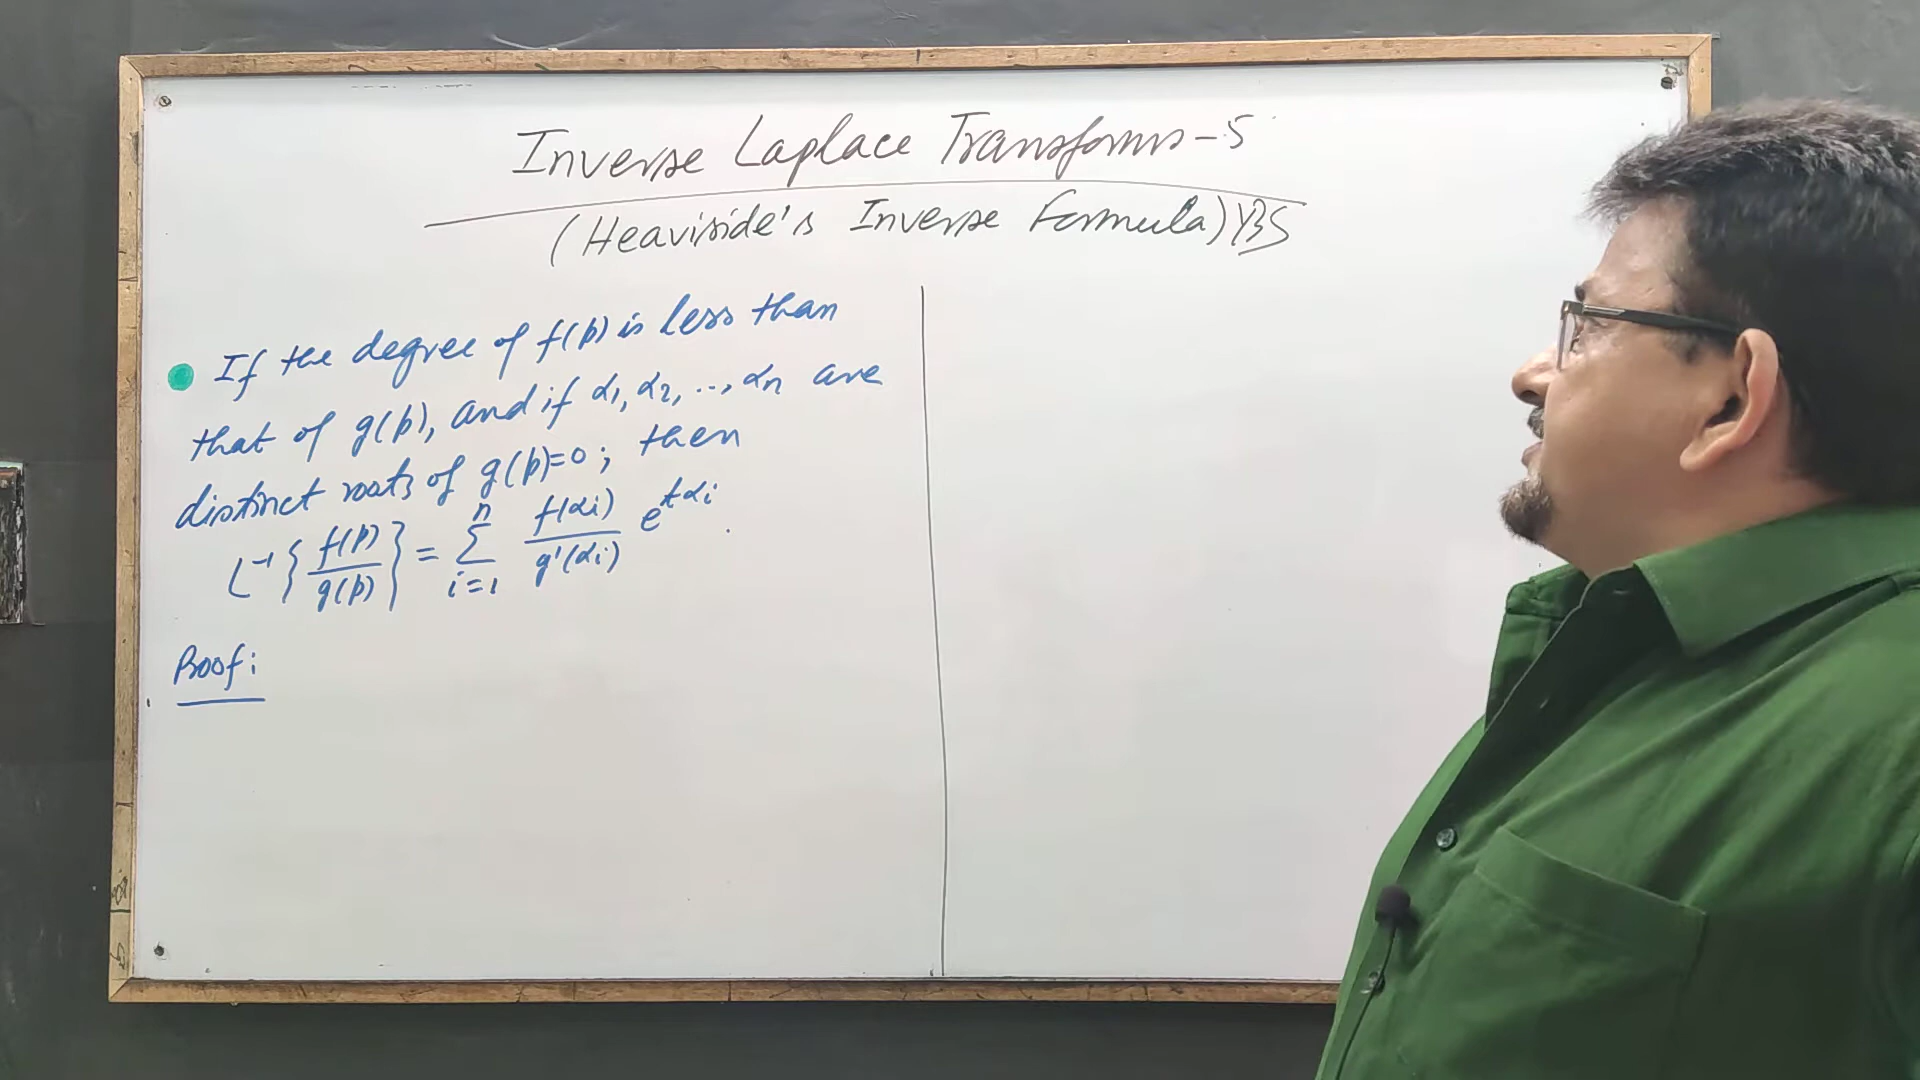 Inverse Laplace Transforms-5
(Heaviside's Inverse Formula) YBS
If the degree of f(p) is less than
that of g(p), and if α1, α2, .., αn are
distinct roots of g(p)=0; then
L⁻¹{f(p)/g(p)} = Σ_{i=1}^{n} f(αi)/g'(αi) e^{tαi}.
Proof: